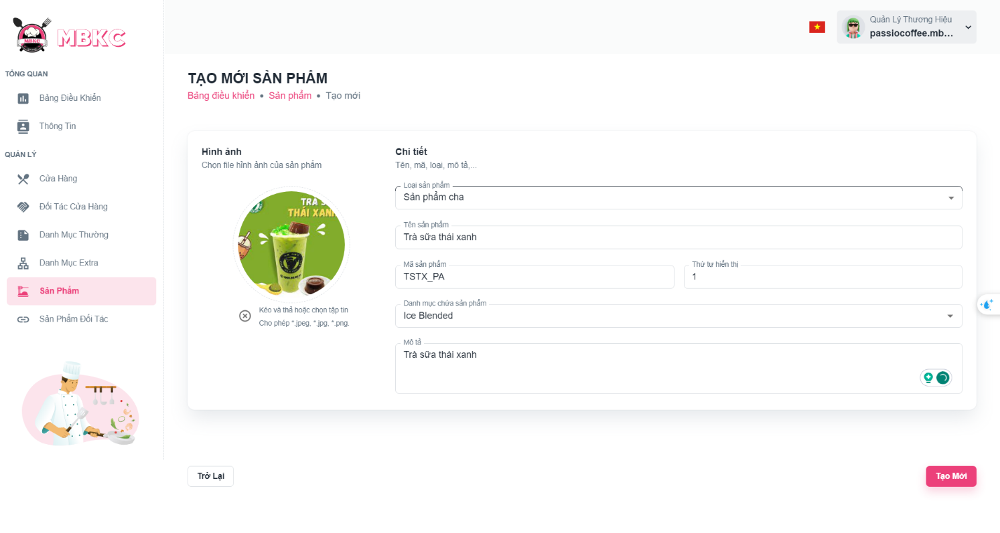 MBKC
MBKC
Quản Lý Thương Hiệu
passiocoffee.mb...
TỔNG QUAN
Bảng Điều Khiển
Thông Tin
QUẢN LÝ
Cửa Hàng
Đối Tác Cửa Hàng
Danh Mục Thường
Danh Mục Extra
Sản Phẩm
Sản Phẩm Đối Tác
TẠO MỚI SẢN PHẨM
Bảng điều khiển • Sản phẩm • Tạo mới
Hình ảnh
Chọn file hình ảnh của sản phẩm
TRÀ S
THÁI XANH
Kéo và thả hoặc chọn tập tin
Cho phép *.jpeg, *.jpg, *.png.
Chi tiết
Tên, mã, loại, mô tả,...
Loại sản phẩm
Sản phẩm cha
Tên sản phẩm
Trà sữa thái xanh
Mã sản phẩm
TSTX_PA
Thứ tự hiển thị
1
Danh mục chứa sản phẩm
Ice Blended
Mô tả
Trà sữa thái xanh
Trở Lại
Tạo Mới